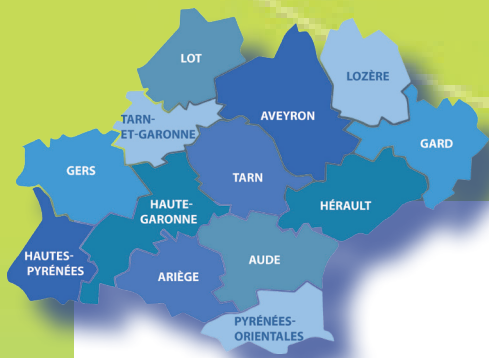 LOT
LOZÈRE
AVEYRON
TARN-
ET-GARONNE
GARD
GERS
TARN
HAUTE-
GARONNE
HÉRAULT
HAUTES-
PYRÉNÉES
AUDE
ARIÈGE
PYRÉNÉES-
ORIENTALES